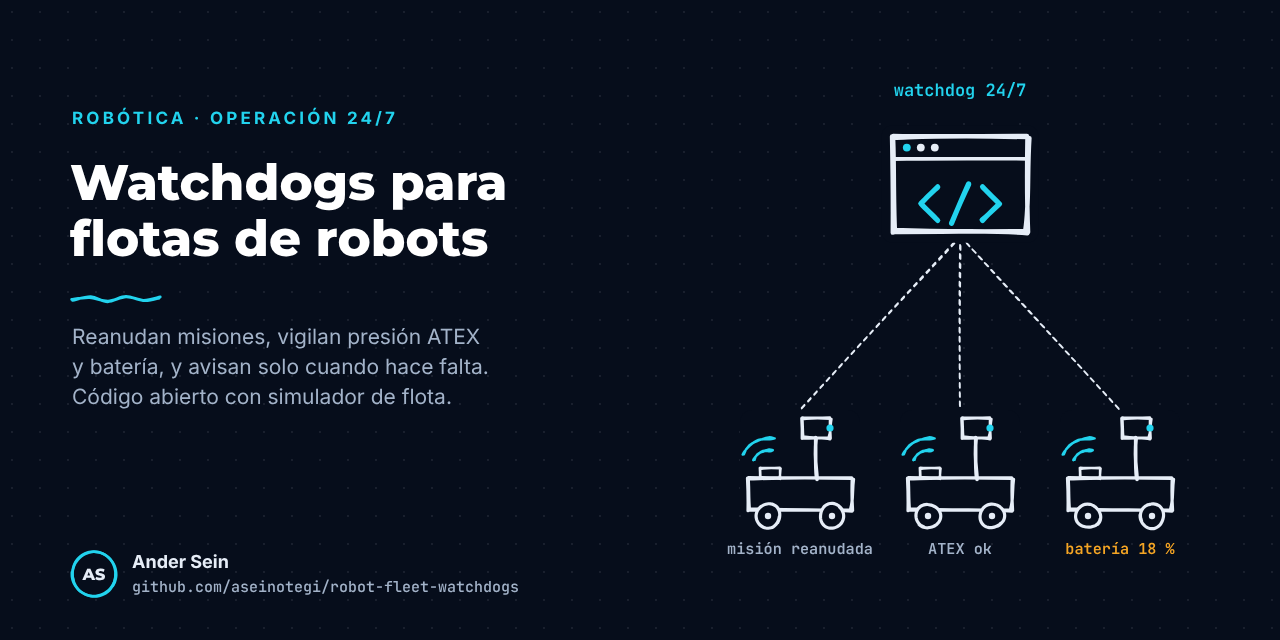 ROBÓTICA · OPERACIÓN 24/7
Watchdogs para
flotas de robots
Reanudan misiones, vigilan presión ATEX
y batería, y avisan solo cuando hace falta.
Código abierto con simulador de flota.
AS
Ander Sein
github.com/aseinotegi/robot-fleet-watchdogs
watchdog 24/7
</>
misión reanudada
ATEX ok
batería 18 %